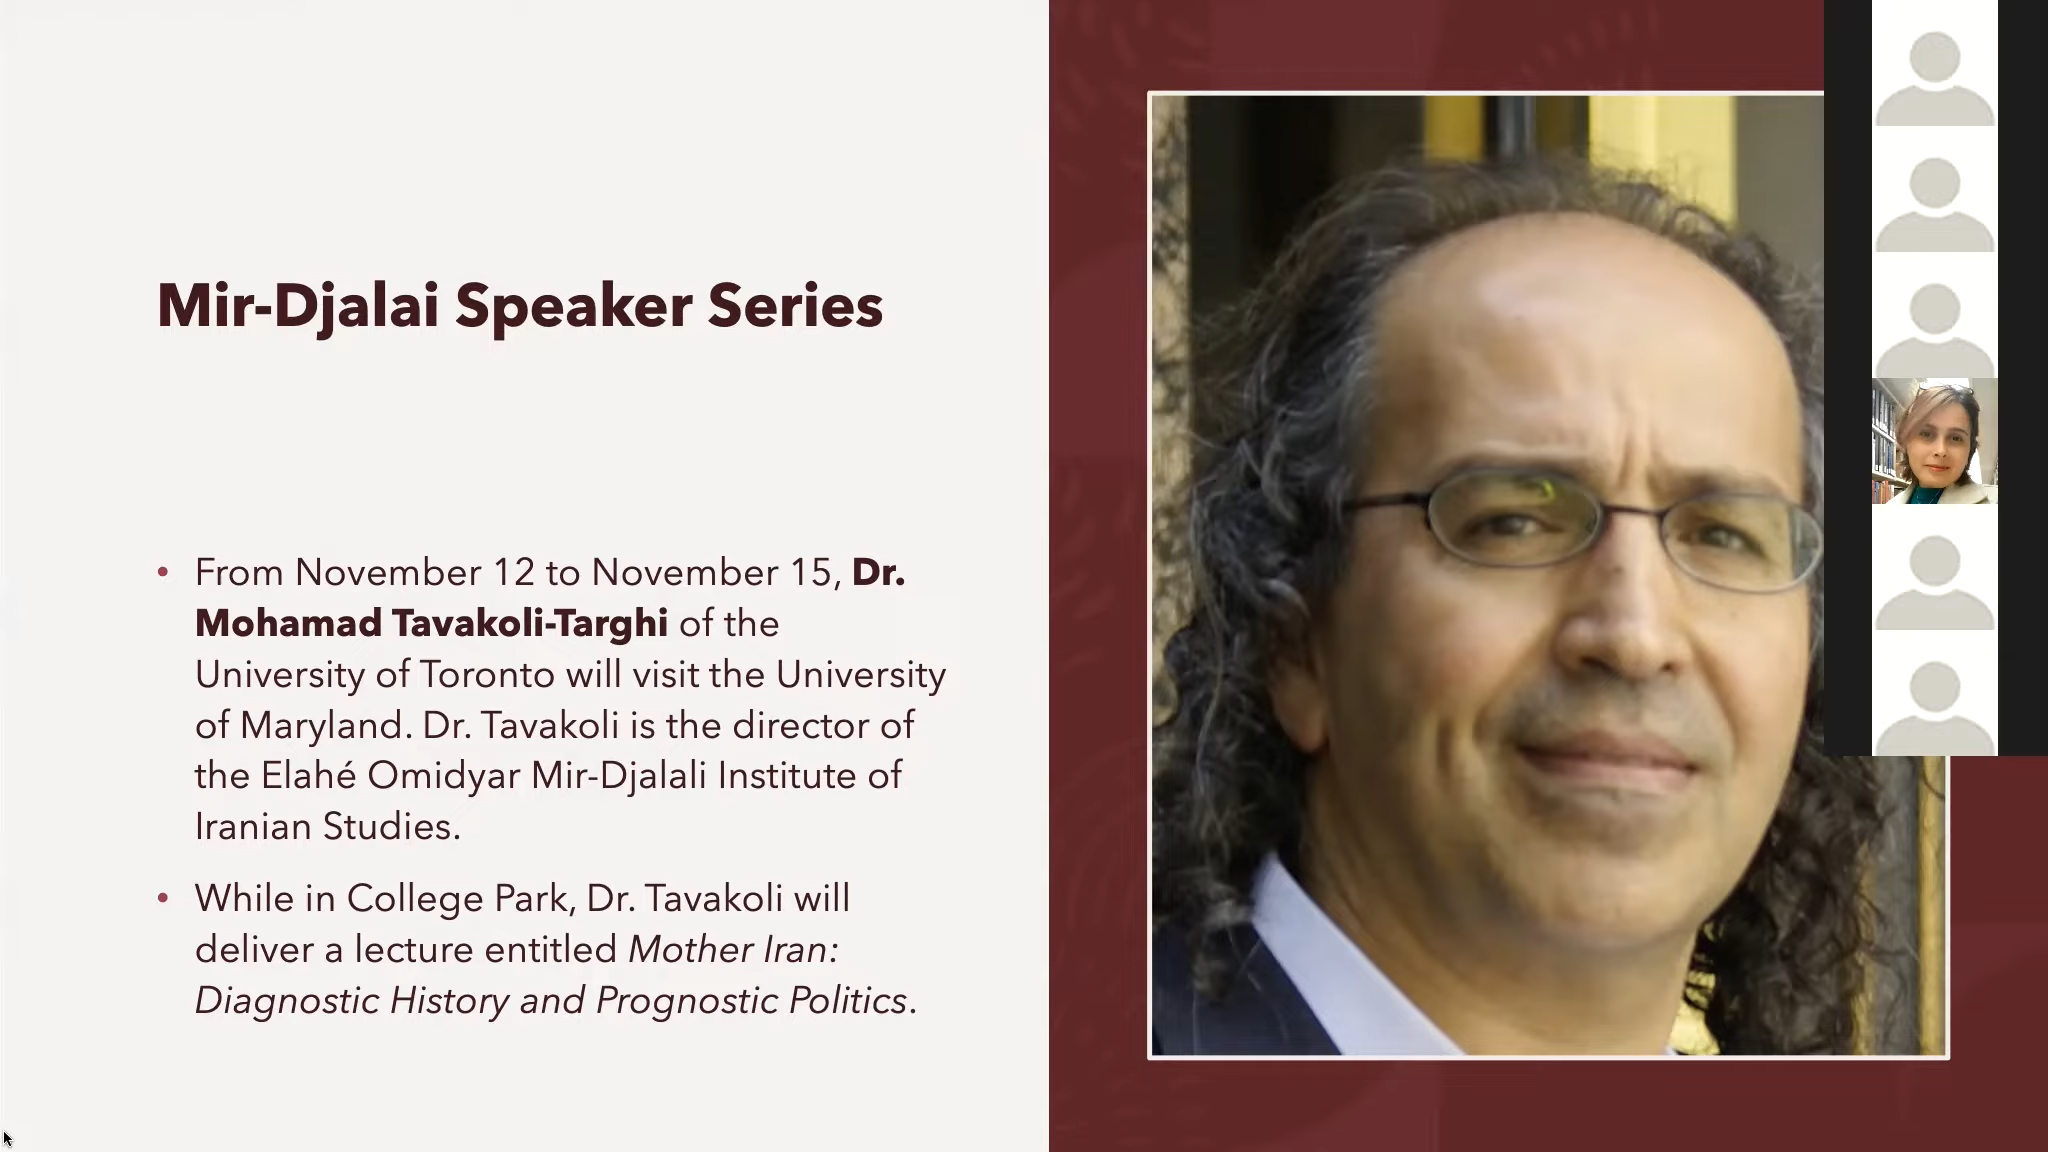 Mir-Djalai Speaker Series
• From November 12 to November 15, Dr.
Mohamad Tavakoli-Targhi of the
University of Toronto will visit the University
of Maryland. Dr. Tavakoli is the director of
the Elahé Omidyar Mir-Djalali Institute of
Iranian Studies.
• While in College Park, Dr. Tavakoli will
deliver a lecture entitled Mother Iran:
Diagnostic History and Prognostic Politics.